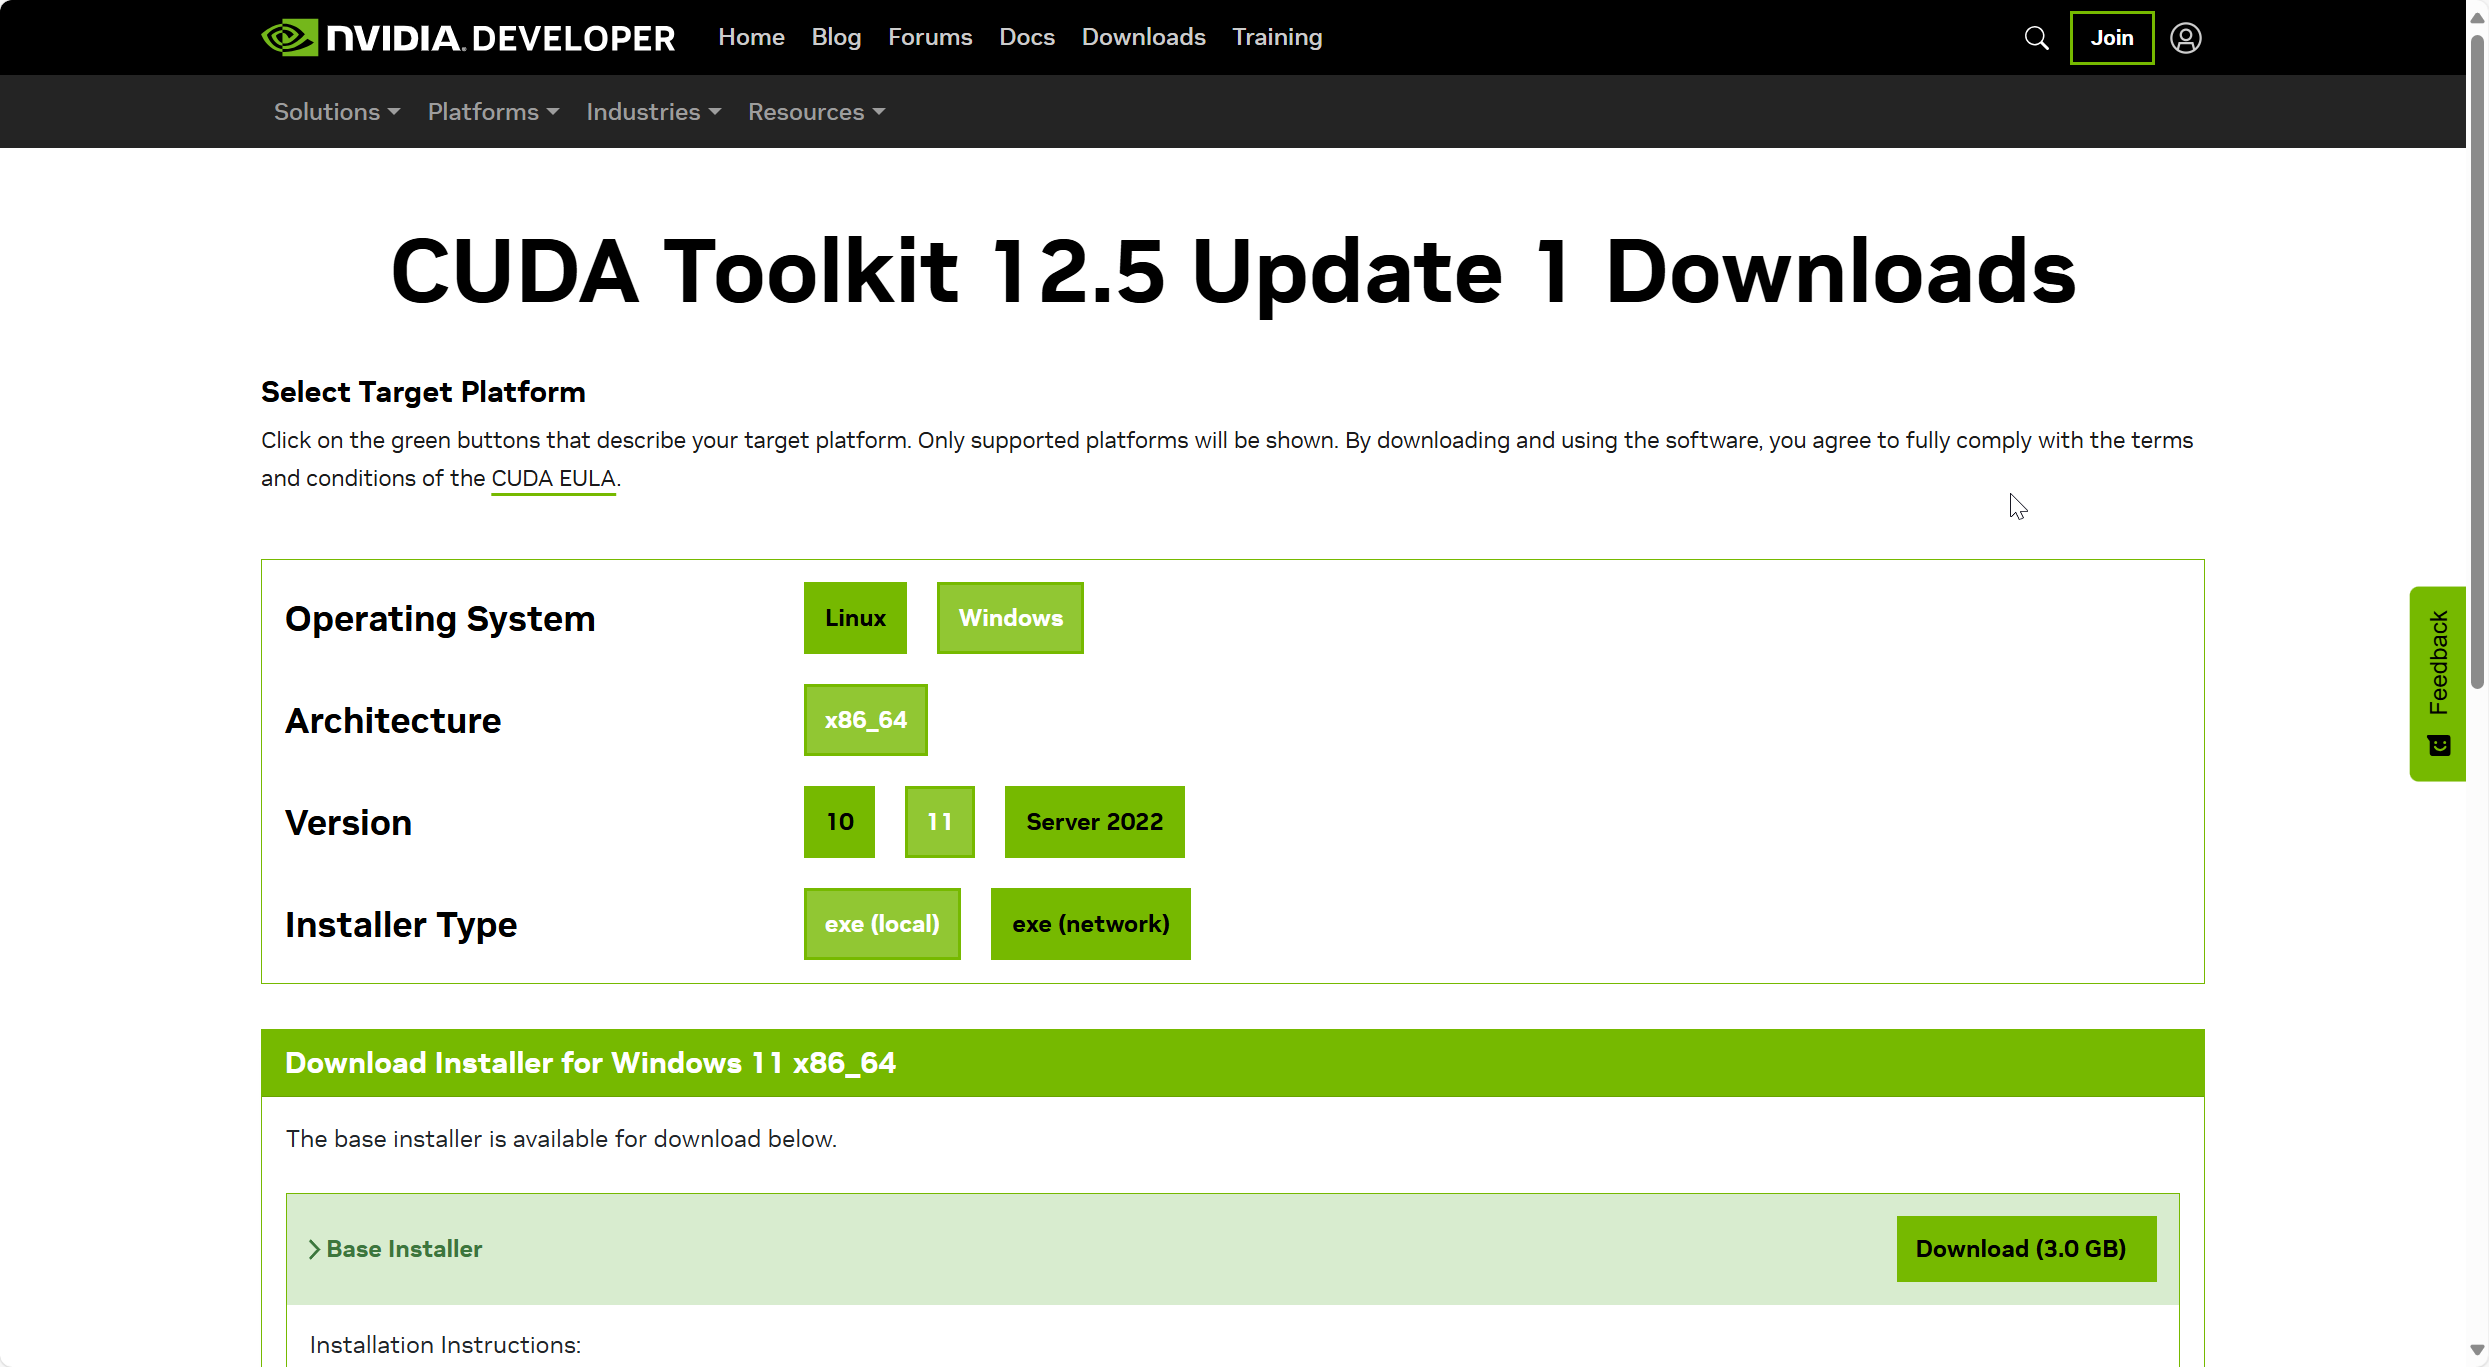 NVIDIA. DEVELOPER Home Blog Forums Docs Downloads Training Join
Solutions Platforms Industries Resources
CUDA Toolkit 12.5 Update 1 Downloads
Select Target Platform
Click on the green buttons that describe your target platform. Only supported platforms will be shown. By downloading and using the software, you agree to fully comply with the terms
and conditions of the CUDA EULA.
Operating System Linux Windows
Architecture x86_64
Version 10 11 Server 2022
Installer Type exe (local) exe (network)
Feedback
Download Installer for Windows 11 x86_64
The base installer is available for download below.
Base Installer Download (3.0 GB)
Installation Instructions: